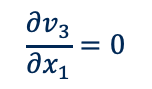 ∂v₃/∂x₁ = 0